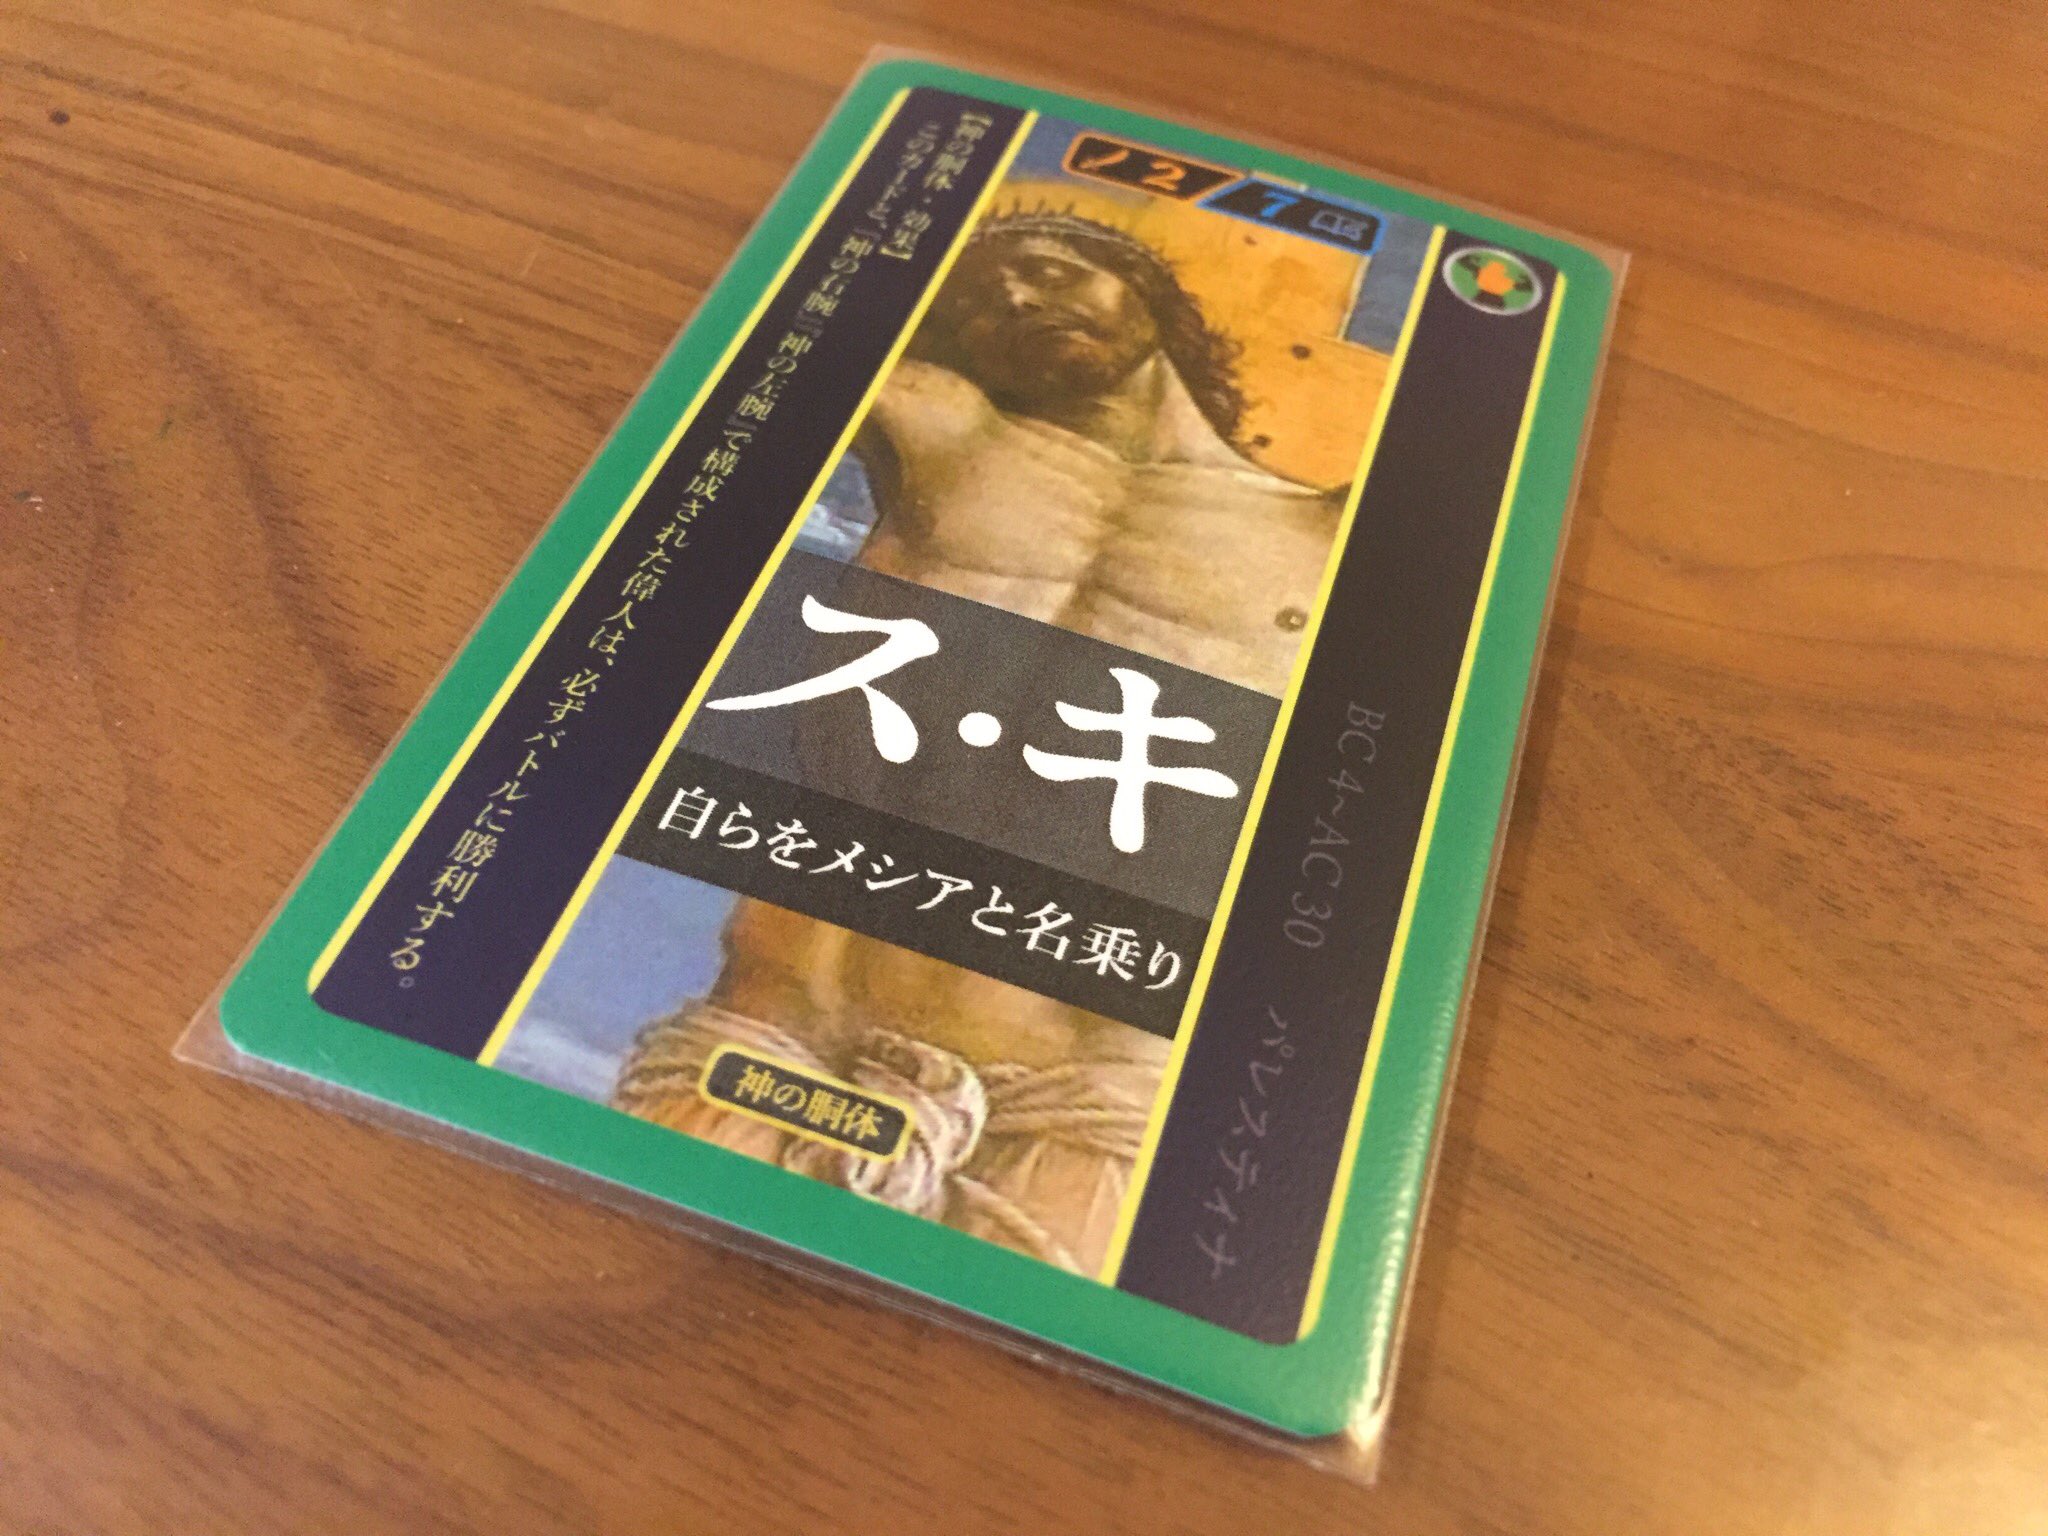 【神の胴体・効果】
このカードと、『神の右腕』『神の左腕』で構成された偉人は、必ずバトルに勝利する。
2
7
ス・キ
自らをメシアと名乗り
神の胴体
BC4~AC30 パレスティナ